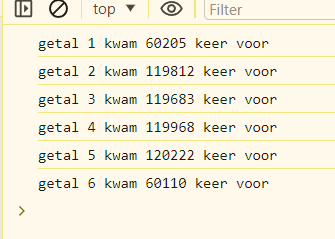 top
Filter
getal 1 kwam 60205 keer voor
getal 2 kwam 119812 keer voor
getal 3 kwam 119683 keer voor
getal 4 kwam 119968 keer voor
getal 5 kwam 120222 keer voor
getal 6 kwam 60110 keer voor